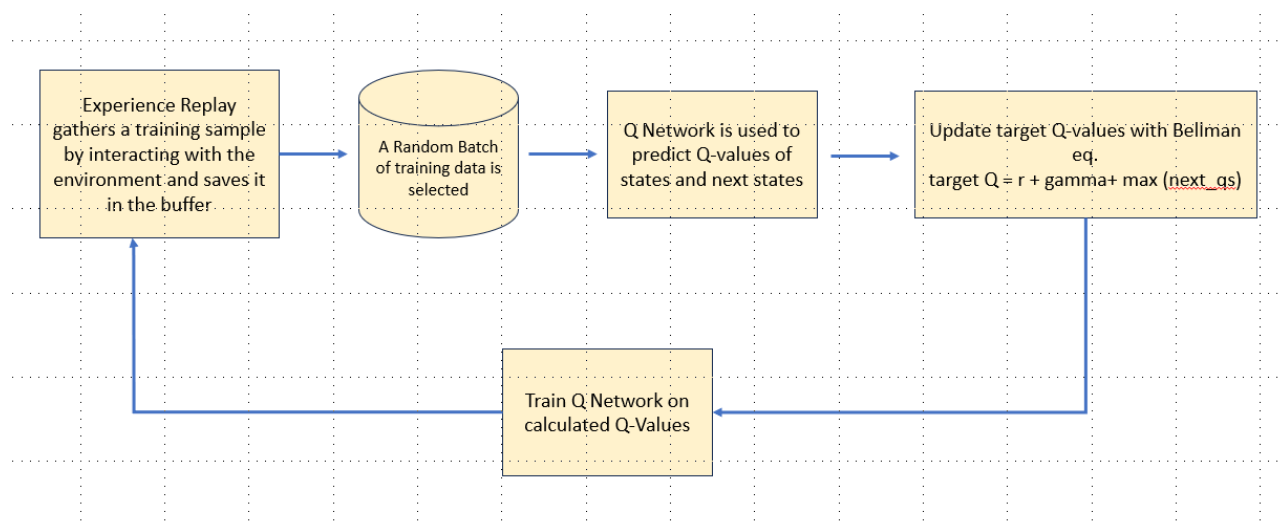 Experience Replay
gathers a training sample
by interacting with the
environment and saves it
in the buffer
A Random Batch
of training data is
selected
Q Network is used to
predict Q-values of
states and next states
Update target Q-values with Bellman
eq.
target Q = r + gamma+ max (next_qs)
Train Q Network on
calculated Q-Values